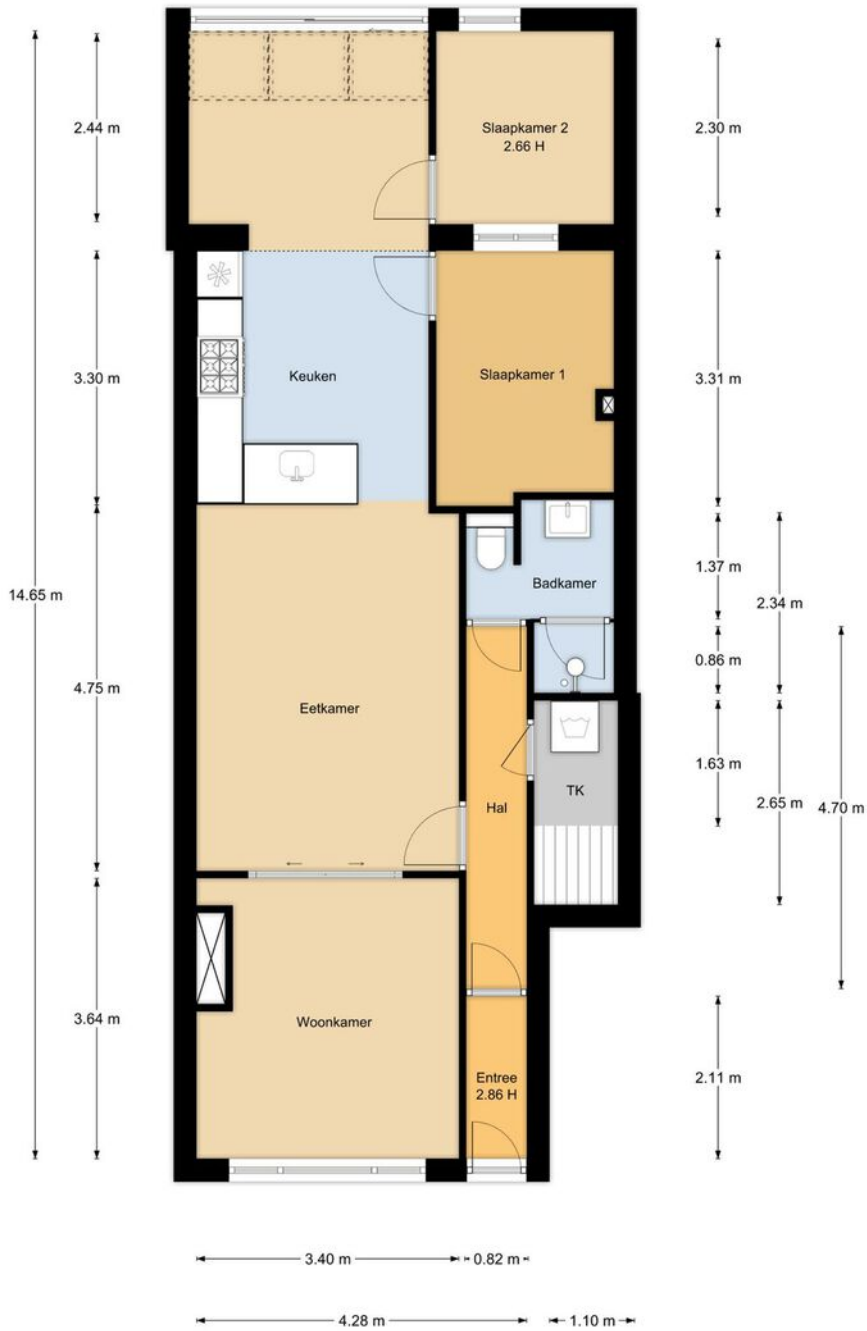 Slaapkamer 2
2.66 H
2.44 m
2.30 m
Keuken
Slaapkamer 1
3.30 m
3.31 m
14.65 m
Badkamer
1.37 m
2.34 m
0.86 m
4.75 m
Eetkamer
TK
Hal
1.63 m
2.65 m
4.70 m
Woonkamer
3.64 m
Entree
2.86 H
2.11 m
3.40 m
0.82 m
4.28 m
1.10 m